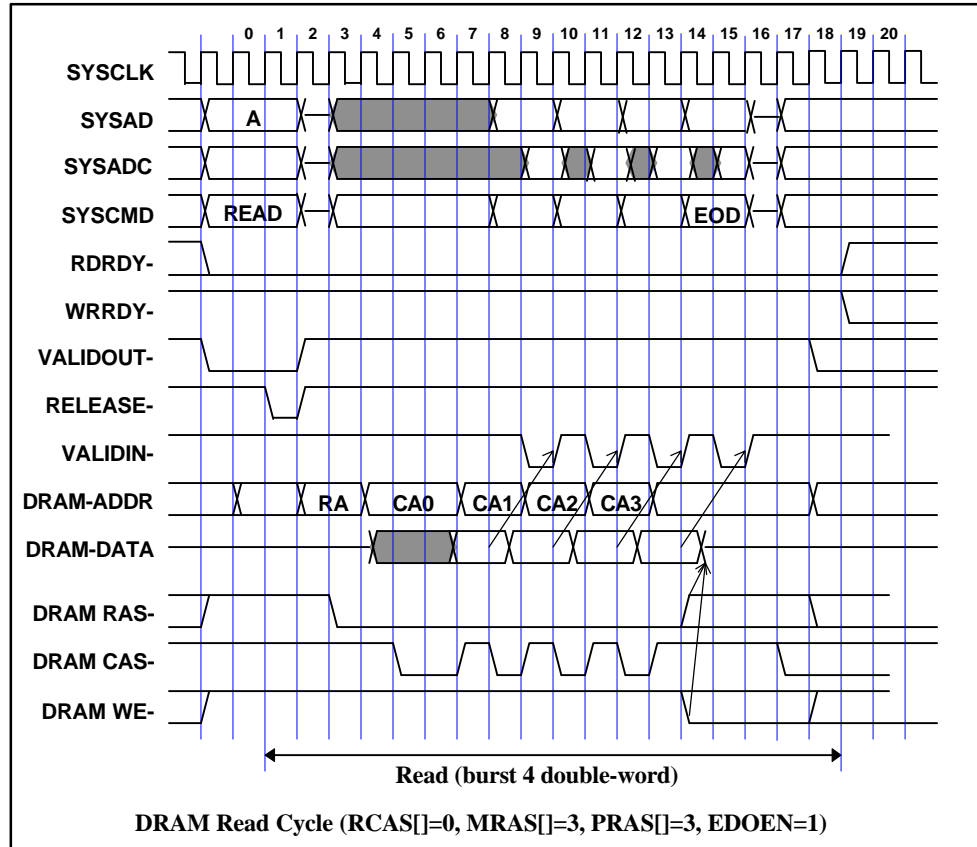 0 1 2 3 4 5 6 7 8 9 10 11 12 13 14 15 16 17 18 19 20
SYSCLK
SYSAD A
SYSADC
SYSCMD READ EOD
RDRDY-
WRRDY-
VALIDOUT-
RELEASE-
VALIDIN-
DRAM-ADDR RA CA0 CA1 CA2 CA3
DRAM-DATA
DRAM RAS-
DRAM CAS-
DRAM WE-
Read (burst 4 double-word)
DRAM Read Cycle (RCAS[]=0, MRAS[]=3, PRAS[]=3, EDOEN=1)